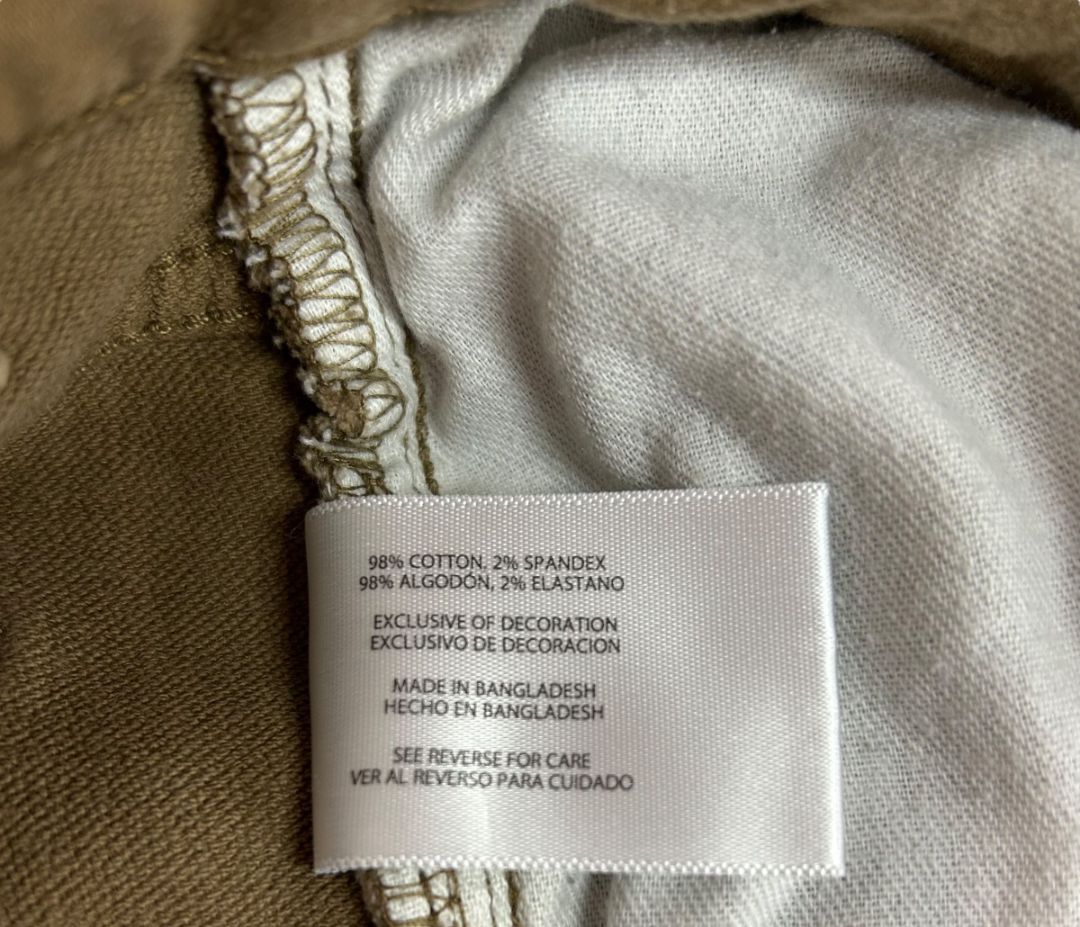 98% COTTON, 2% SPANDEX
98% ALGODÓN, 2% ELASTANO
EXCLUSIVE OF DECORATION
EXCLUSIVO DE DECORACION
MADE IN BANGLADESH
HECHO EN BANGLADESH
SEE REVERSE FOR CARE
VER AL REVERSO PARA CUIDADO